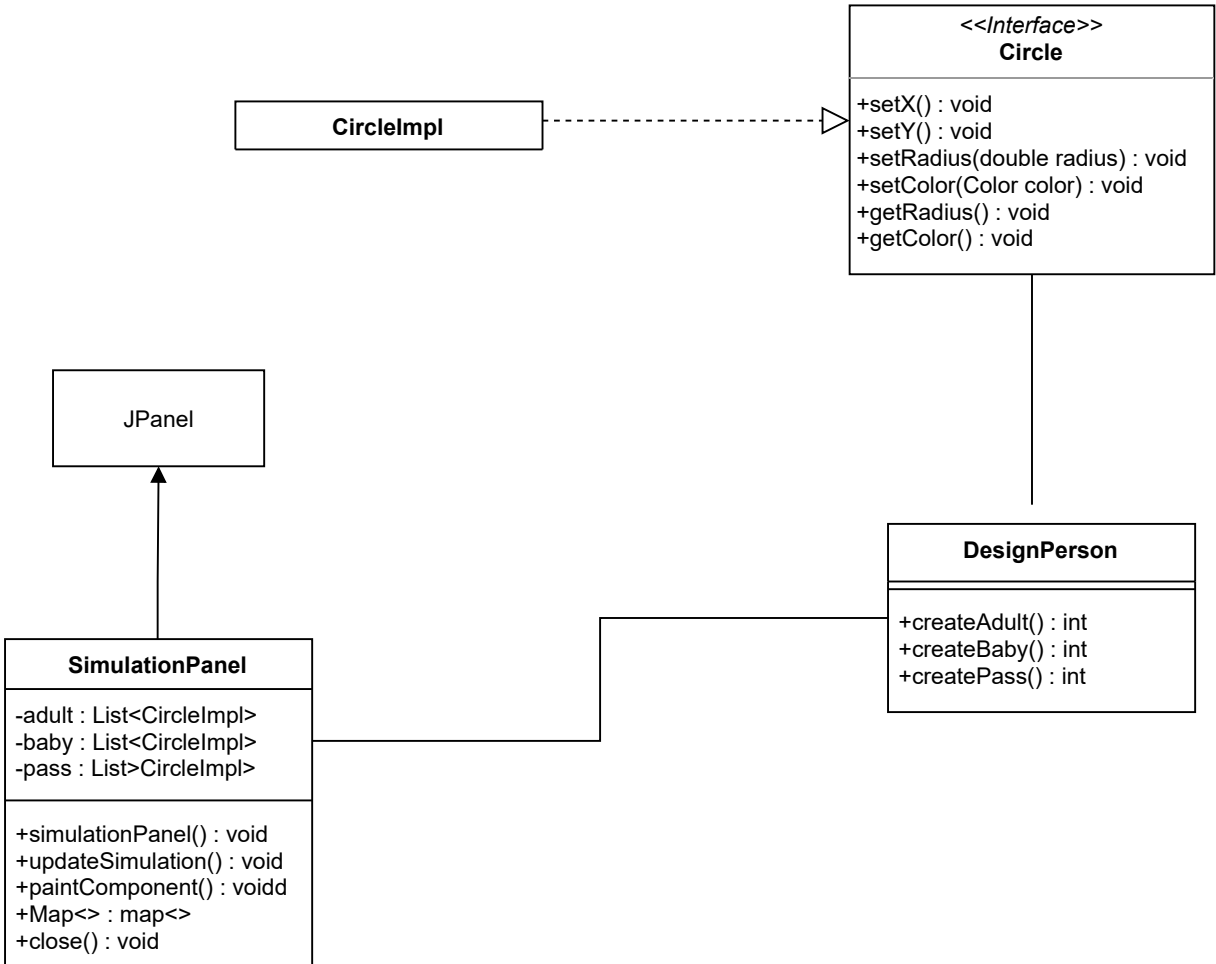 <<Interface>>
Circle
+setX() : void
+setY() : void
+setRadius(double radius) : void
+setColor(Color color) : void
+getRadius() : void
+getColor() : void
CircleImpl
JPanel
DesignPerson
+createAdult() : int
+createBaby() : int
+createPass() : int
SimulationPanel
-adult : List<CircleImpl>
-baby : List<CircleImpl>
-pass : List>CircleImpl>
+simulationPanel() : void
+updateSimulation() : void
+paintComponent() : voidd
+Map<> : map<>
+close() : void